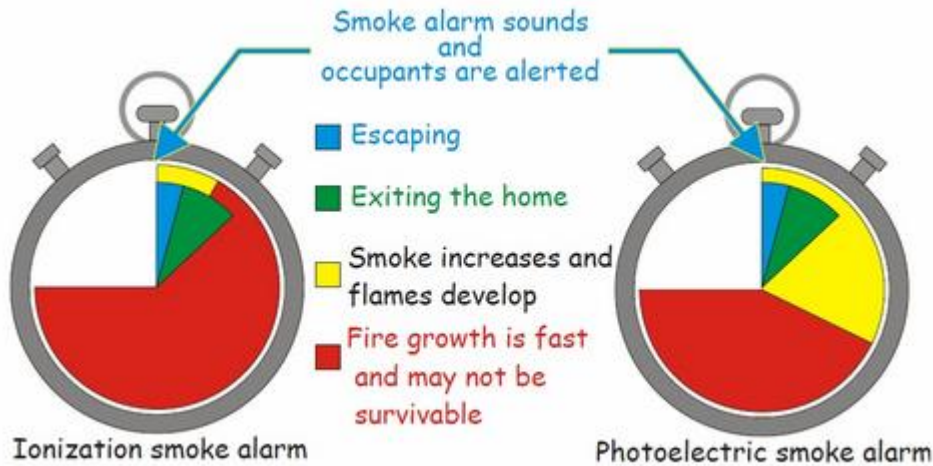 Smoke alarm sounds
and
occupants are alerted
Escaping
Exiting the home
Smoke increases and
flames develop
Fire growth is fast
and may not be
survivable
Ionization smoke alarm
Photoelectric smoke alarm